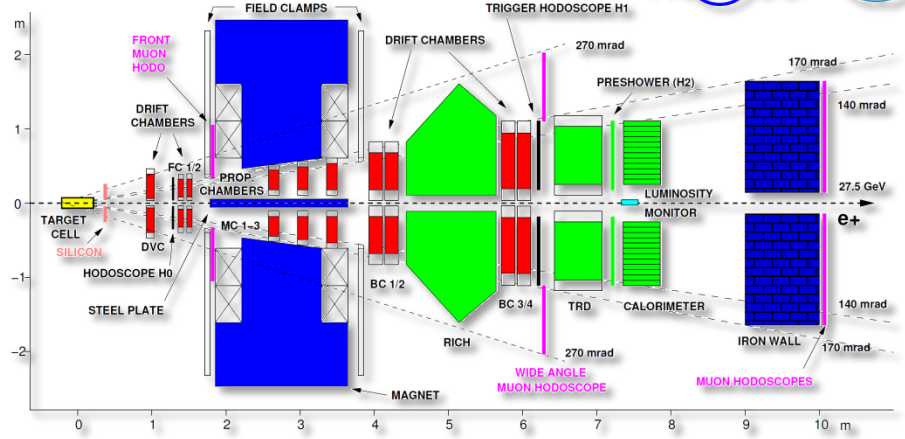 m
FIELD CLAMPS
TRIGGER HODOSCOPE H1
2
FRONT
MUON
HODO
DRIFT CHAMBERS
270 mrad
170 mrad
PRESHOWER (H2)
140 mrad
1
DRIFT
CHAMBERS
FC 1/2
PROP.
CHAMBERS
27.5 GeV
LUMINOSITY
0
e+
TARGET
CELL
SILICON
DVC
MC 1~3
MONITOR
HODOSCOPE H0
-1
BC 1/2
STEEL PLATE
BC 3/4
TRD
CALORIMETER
140 mrad
RICH
IRON WALL
170 mrad
-2
270 mrad
WIDE ANGLE
MUON HODOSCOPE
MUON HODOSCOPES
MAGNET
0 1 2 3 4 5 6 7 8 9 10 m